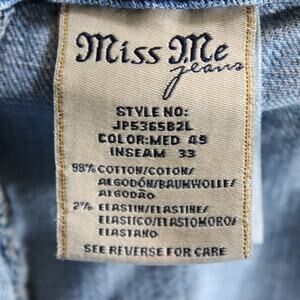 Miss Me
jeans
STYLE NO:
JP5365B2L
COLOR:MED 49
INSEAM 33
98% COTTON/COTON/
ALGODÓN/BAUMWOLLE/
ALGODÃO
2% ELASTIN/ELASTINE/
ELASTICO/ELASTOMORO/
ELASTANO
SEE REVERSE FOR CARE